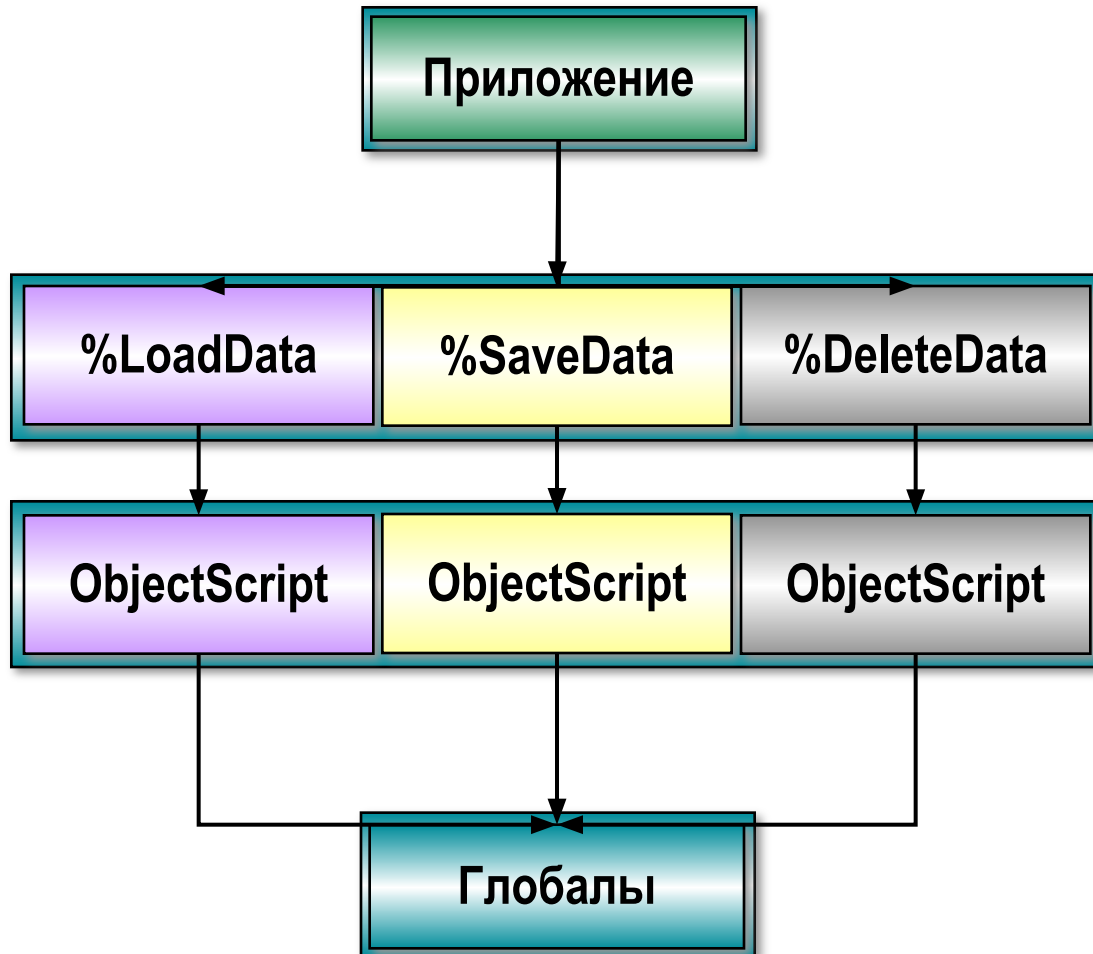 Приложение
%LoadData
%SaveData
%DeleteData
ObjectScript
ObjectScript
ObjectScript
Глобалы